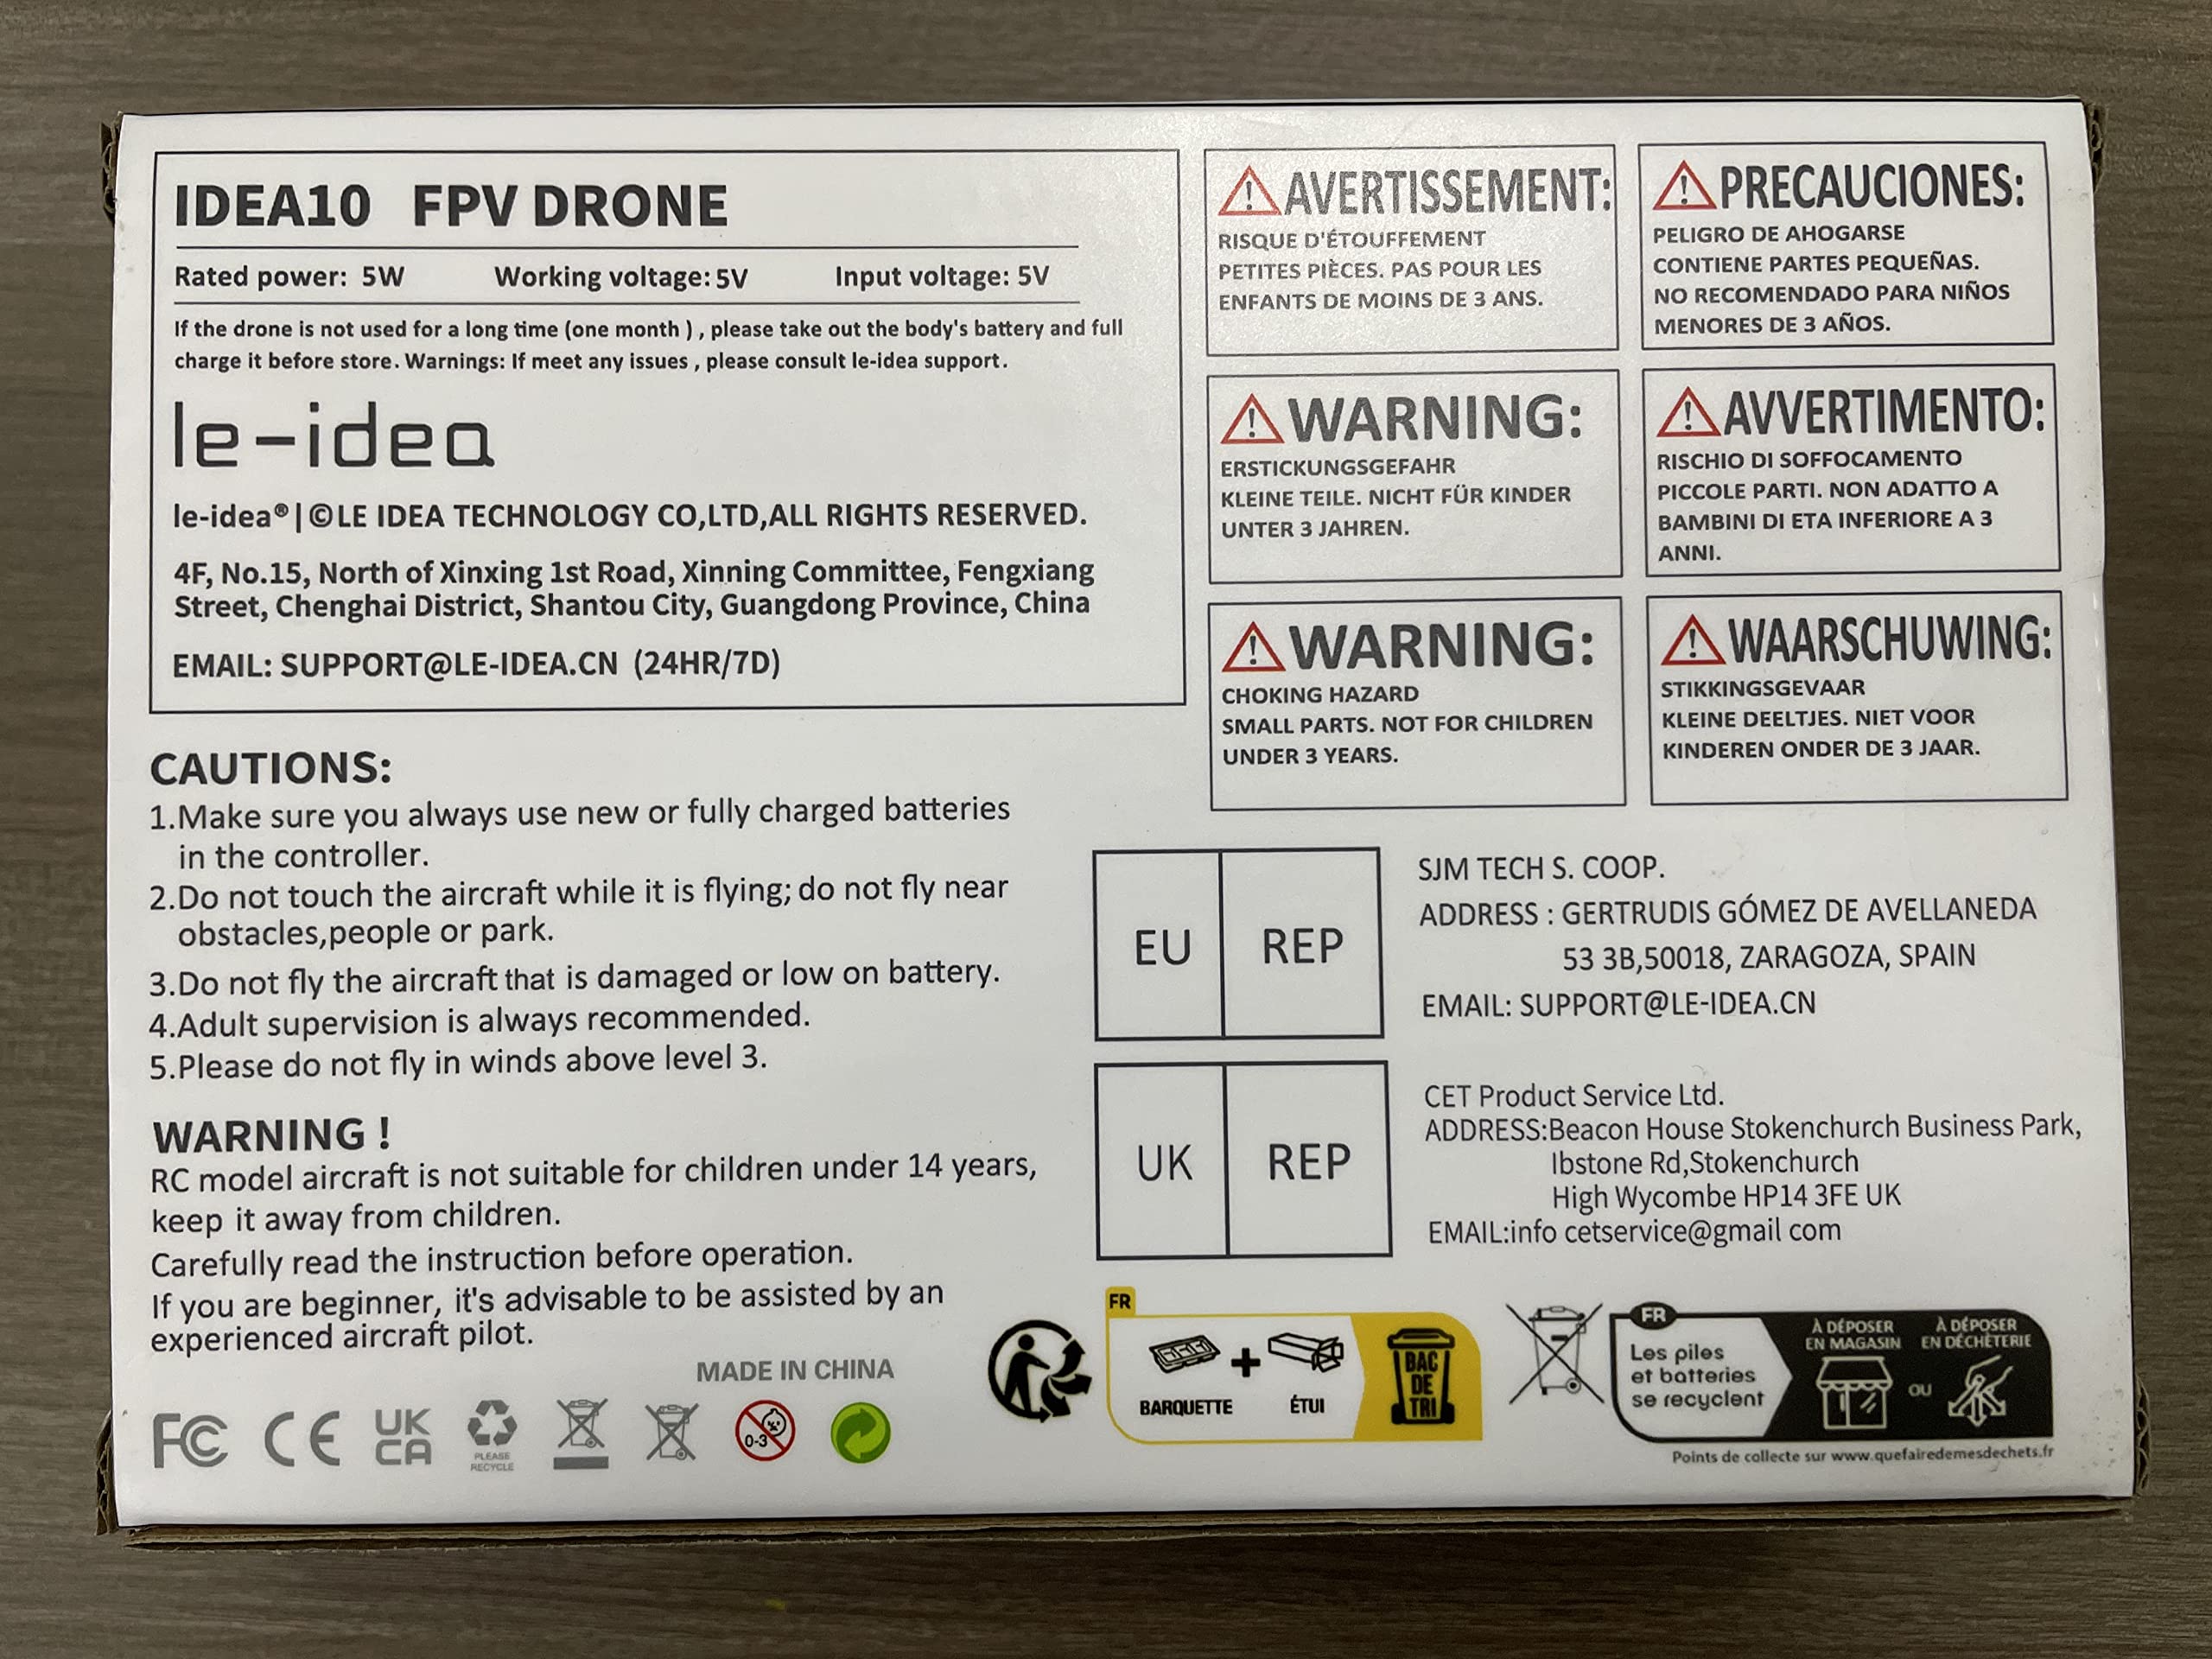 IDEA10 FPV DRONE
Rated power: 5W Working voltage: 5V Input voltage: 5V
If the drone is not used for a long time (one month ) , please take out the body's battery and full
charge it before store. Warnings: If meet any issues , please consult le-idea support.
le-idea
le-idea®|©LE IDEA TECHNOLOGY CO,LTD,ALL RIGHTS RESERVED.
4F, No.15, North of Xinxing 1st Road, Xinning Committee, Fengxiang
Street, Chenghai District, Shantou City, Guangdong Province, China
EMAIL: SUPPORT@LE-IDEA.CN (24HR/7D)
AVERTISSEMENT:
RISQUE D'ÉTOUFFEMENT
PETITES PIÈCES. PAS POUR LES
ENFANTS DE MOINS DE 3 ANS.
PRECAUCIONES:
PELIGRO DE AHOGARSE
CONTIENE PARTES PEQUEÑAS.
NO RECOMENDADO PARA NIÑOS
MENORES DE 3 AÑOS.
WARNING:
ERSTICKUNGSGEFAHR
KLEINE TEILE. NICHT FÜR KINDER
UNTER 3 JAHREN.
AVVERTIMENTO:
RISCHIO DI SOFFOCAMENTO
PICCOLE PARTI. NON ADATTO A
BAMBINI DI ETA INFERIORE A 3
ANNI.
WARNING:
CHOKING HAZARD
SMALL PARTS. NOT FOR CHILDREN
UNDER 3 YEARS.
WAARSCHUWING:
STIKKINGSGEVAAR
KLEINE DEELTJES. NIET VOOR
KINDEREN ONDER DE 3 JAAR.
CAUTIONS:
1.Make sure you always use new or fully charged batteries
in the controller.
2.Do not touch the aircraft while it is flying; do not fly near
obstacles,people or park.
3.Do not fly the aircraft that is damaged or low on battery.
4.Adult supervision is always recommended.
5.Please do not fly in winds above level 3.
WARNING !
RC model aircraft is not suitable for children under 14 years,
keep it away from children.
Carefully read the instruction before operation.
If you are beginner, it's advisable to be assisted by an
experienced aircraft pilot.
MADE IN CHINA
FC CE UK
CA
PLEASE
RECYCLE
0-3
EU REP
SJM TECH S. COOP.
ADDRESS : GERTRUDIS GÓMEZ DE AVELLANEDA
53 3B,50018, ZARAGOZA, SPAIN
EMAIL: SUPPORT@LE-IDEA.CN
UK REP
CET Product Service Ltd.
ADDRESS:Beacon House Stokenchurch Business Park,
Ibstone Rd,Stokenchurch
High Wycombe HP14 3FE UK
EMAIL:info cetservice@gmail com
FR
BARQUETTE + ÉTUI
BAC
DE
TRI
FR
Les piles
et batteries
se recyclent
À DÉPOSER
EN MAGASIN
OU
À DÉPOSER
EN DÉCHÈTERIE
Points de collecte sur www.quefairedemesdechets.fr